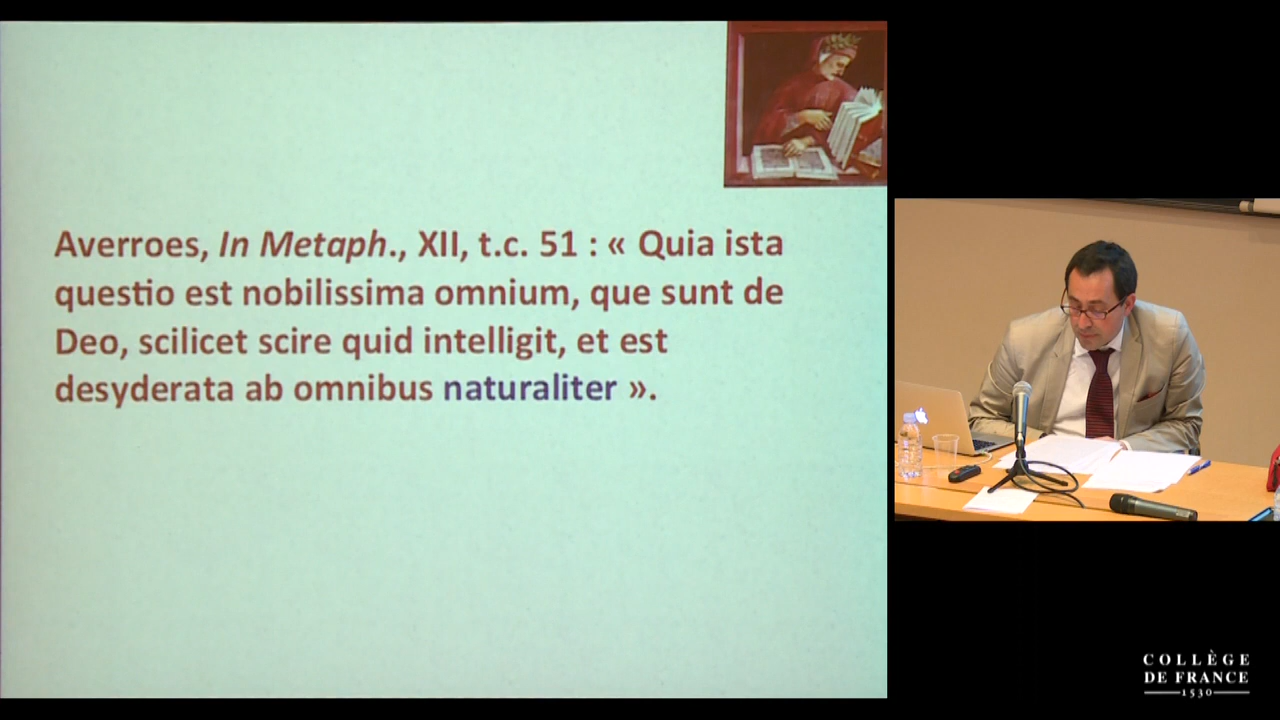 Averroes, In Metaph., XII, t.c. 51 : « Quia ista
questio est nobilissima omnium, que sunt de
Deo, scilicet scire quid intelligit, et est
desyderata ab omnibus naturaliter ».
COLLÈGE
DE FRANCE
1530